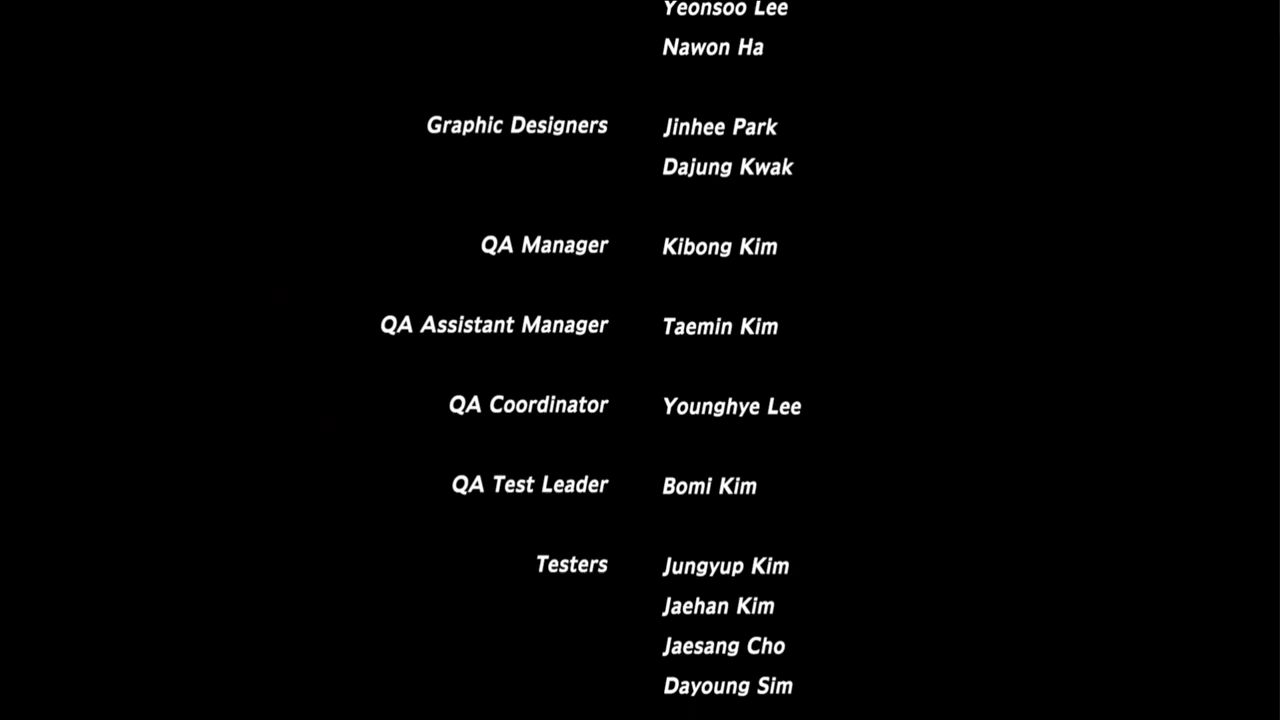 Yeonsoo Lee
Nawon Ha
Graphic Designers Jinhee Park
Dajung Kwak
QA Manager Kibong Kim
QA Assistant Manager Taemin Kim
QA Coordinator Younghye Lee
QA Test Leader Bomi Kim
Testers Jungyup Kim
Jaehan Kim
Jaesang Cho
Dayoung Sim